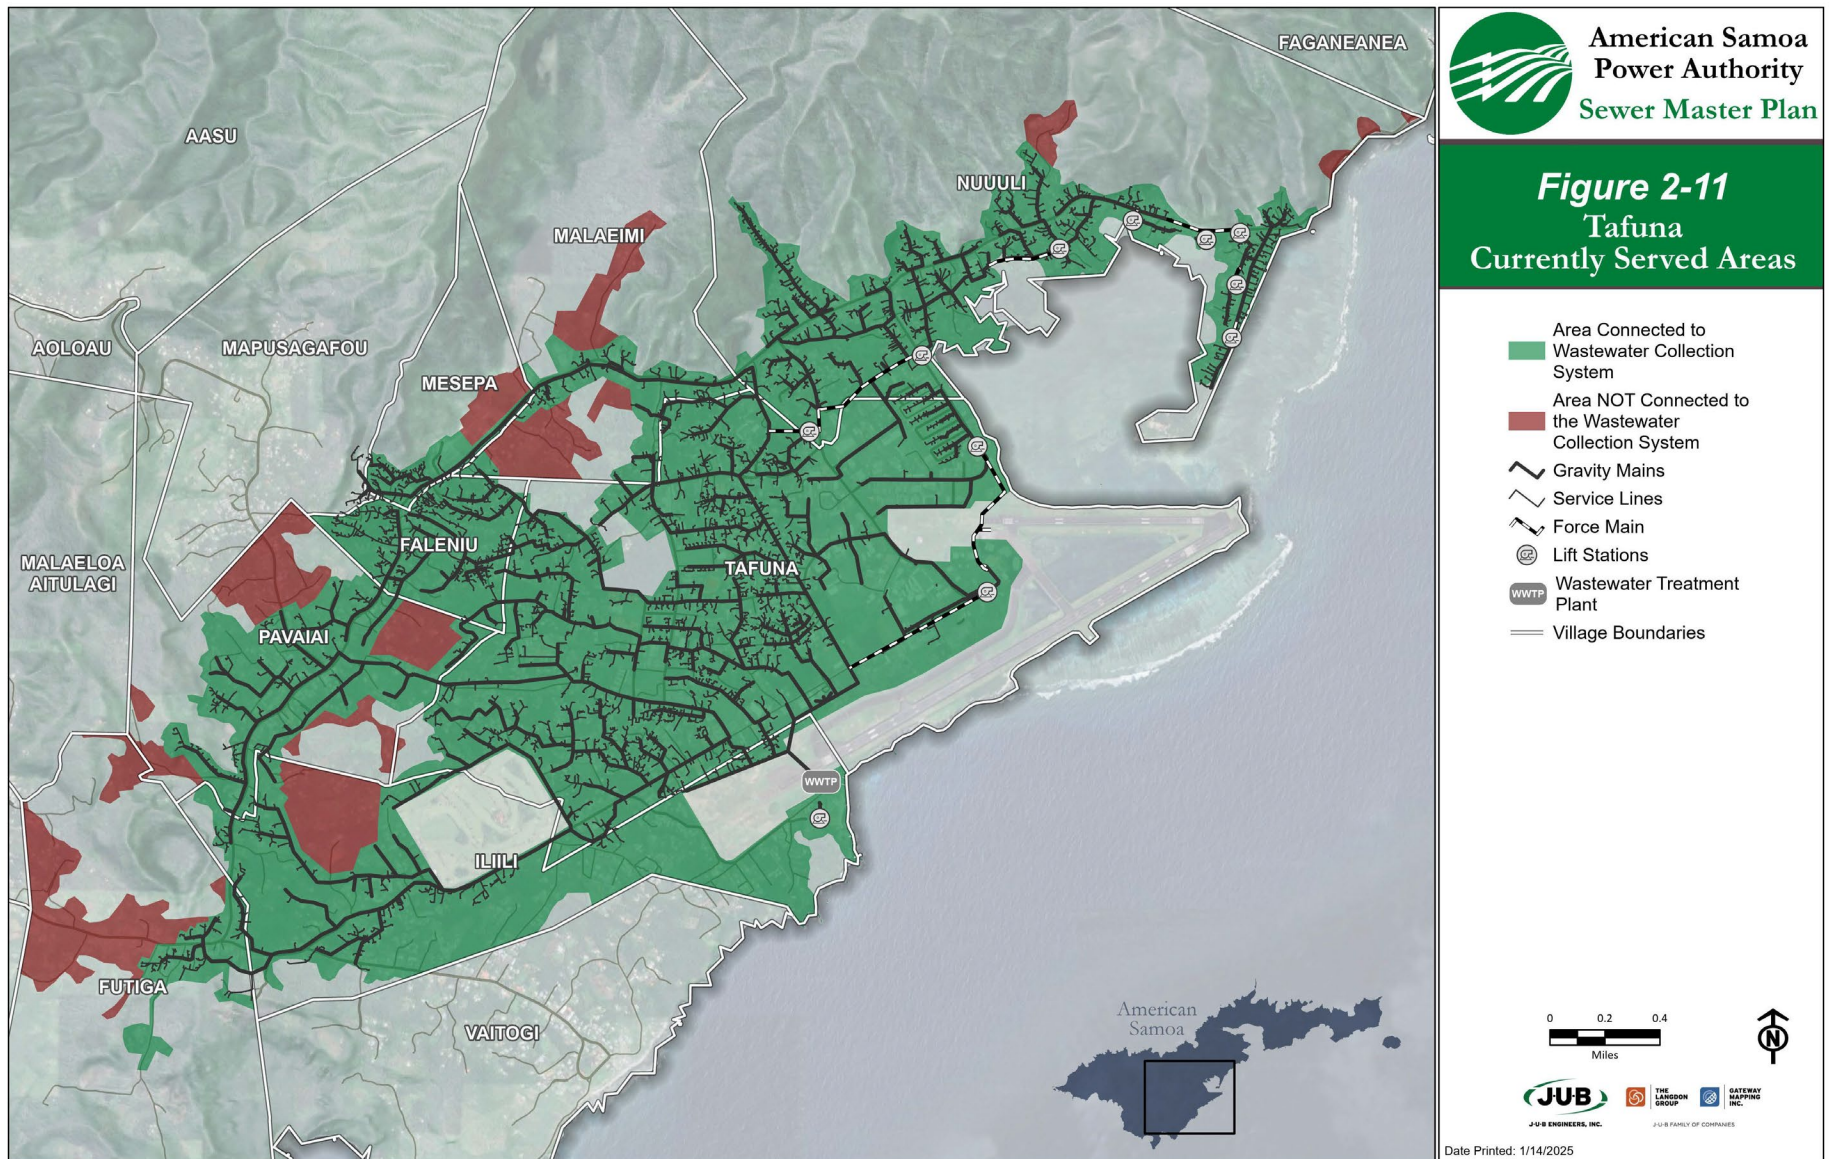 FAGANEANEA
AASU
NUUULI
MALAEIMI
AOLOAU
MAPUSAGAFOU
MESEPA
FALENIU
MALAELOA
AITULAGI
TAFUNA
PAVAIAI
WWTP
ILIILI
FUTIGA
VAITOGI
American
Samoa
American Samoa
Power Authority
Sewer Master Plan
Figure 2-11
Tafuna
Currently Served Areas
Area Connected to
Wastewater Collection
System
Area NOT Connected to
the Wastewater
Collection System
Gravity Mains
Service Lines
Force Main
Lift Stations
WWTP
Wastewater Treatment
Plant
Village Boundaries
0 0.2 0.4
Miles
N
J·U·B
J·U·B ENGINEERS, INC.
THE
LANGDON
GROUP
GATEWAY
MAPPING
INC.
J·U·B FAMILY OF COMPANIES
Date Printed: 1/14/2025